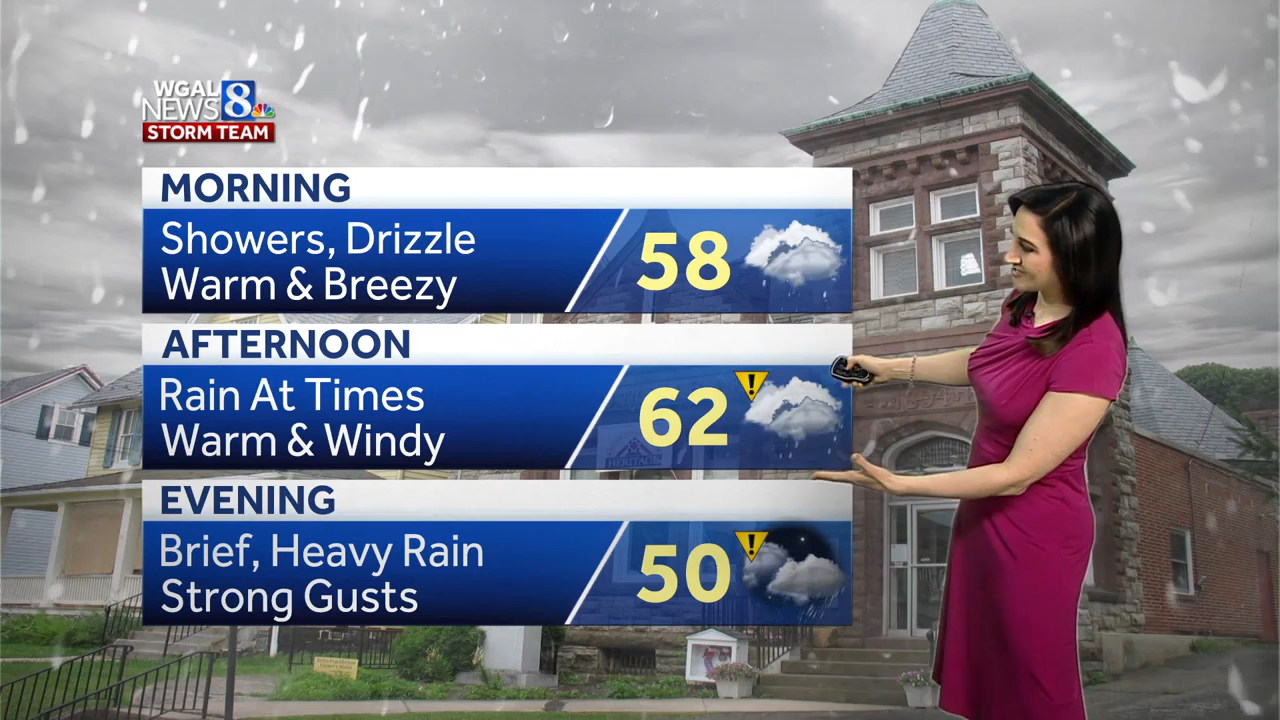 WGAL
NEWS 8
STORM TEAM
MORNING
Showers, Drizzle
Warm & Breezy
58
AFTERNOON
Rain At Times
Warm & Windy
62
!
HERITAGE
EVENING
Brief, Heavy Rain
Strong Gusts
50
!